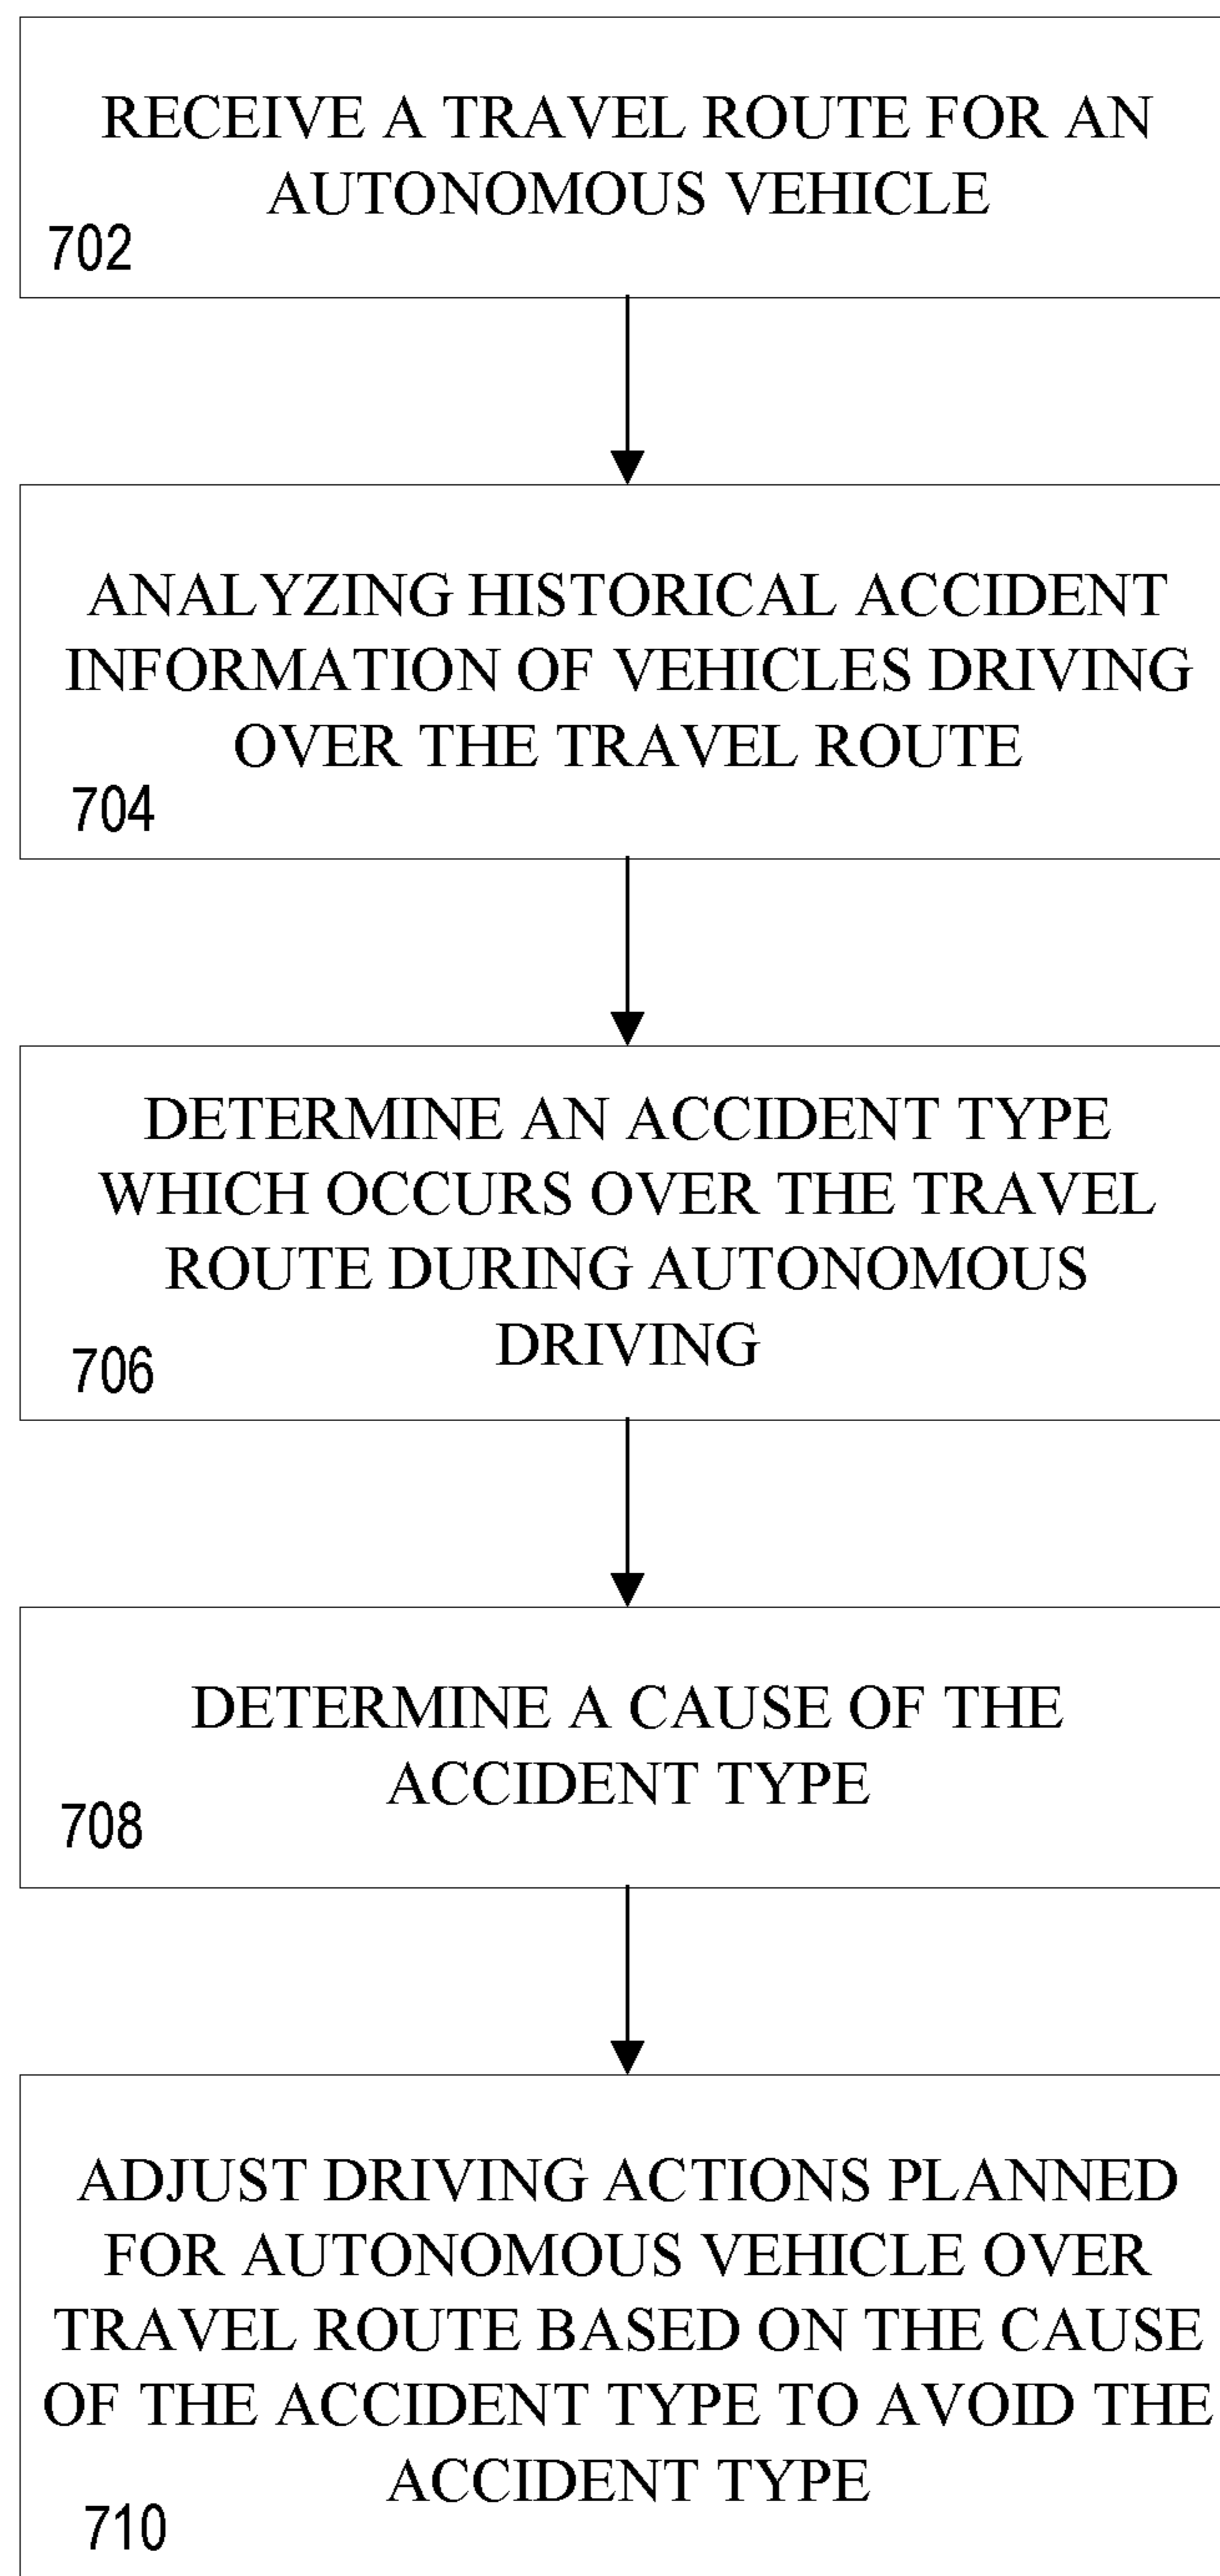 RECEIVE A TRAVEL ROUTE FOR AN
AUTONOMOUS VEHICLE
702
ANALYZING HISTORICAL ACCIDENT
INFORMATION OF VEHICLES DRIVING
OVER THE TRAVEL ROUTE
704
DETERMINE AN ACCIDENT TYPE
WHICH OCCURS OVER THE TRAVEL
ROUTE DURING AUTONOMOUS
DRIVING
706
DETERMINE A CAUSE OF THE
ACCIDENT TYPE
708
ADJUST DRIVING ACTIONS PLANNED
FOR AUTONOMOUS VEHICLE OVER
TRAVEL ROUTE BASED ON THE CAUSE
OF THE ACCIDENT TYPE TO AVOID THE
ACCIDENT TYPE
710